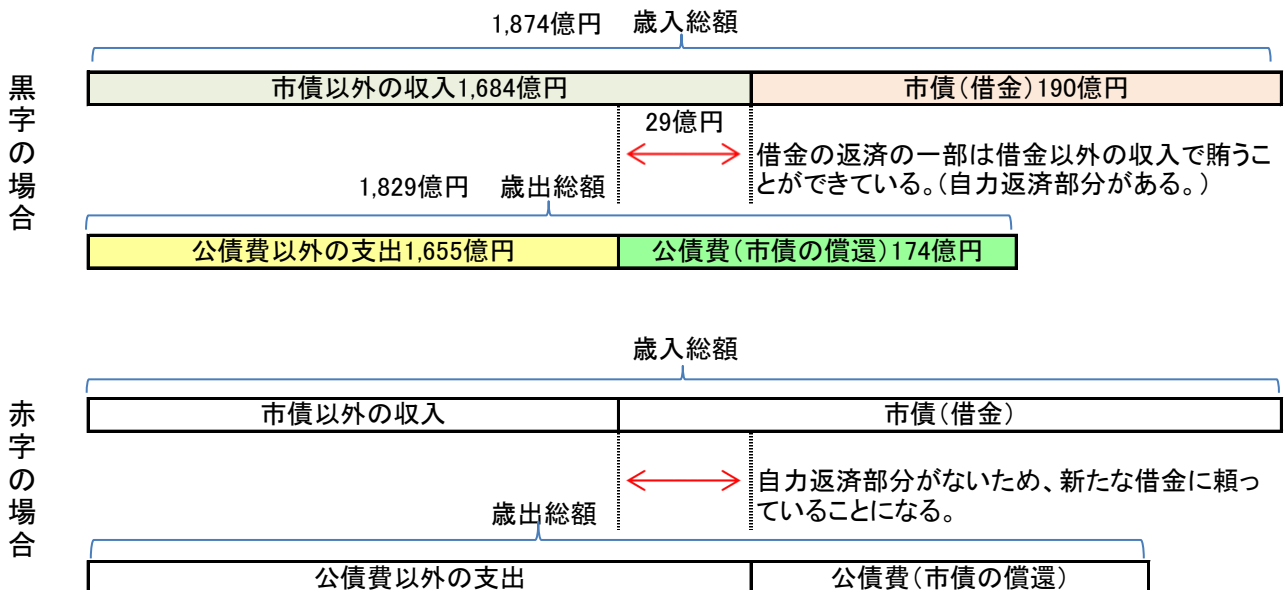 1,874億円 歳入総額
黒字の場合
市債以外の収入1,684億円 市債(借金)190億円
29億円
借金の返済の一部は借金以外の収入で賄うこ
とができている。(自力返済部分がある。)
1,829億円 歳出総額
公債費以外の支出1,655億円 公債費(市債の償還)174億円
歳入総額
赤字の場合
市債以外の収入 市債(借金)
自力返済部分がないため、新たな借金に頼っ
ていることになる。
歳出総額
公債費以外の支出 公債費(市債の償還)